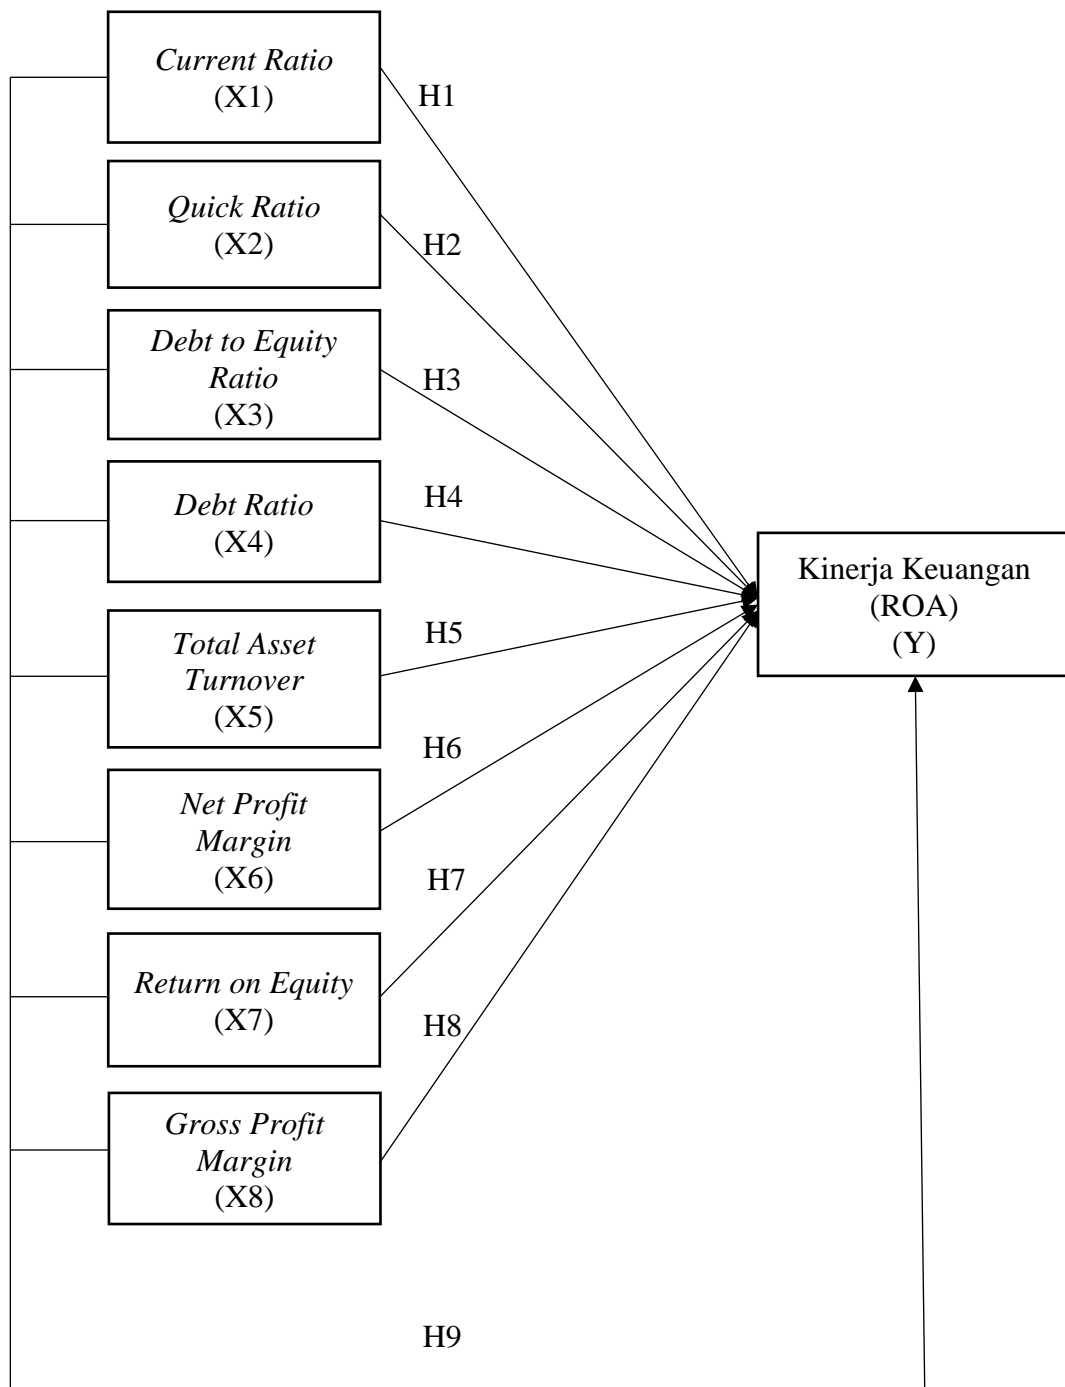 Current Ratio
(X1)
H1
Quick Ratio
(X2)
H2
Debt to Equity
Ratio
(X3)
H3
Debt Ratio
(X4)
H4
Kinerja Keuangan
(ROA)
(Y)
Total Asset
Turnover
(X5)
H5
Net Profit
Margin
(X6)
H6
Return on Equity
(X7)
H7
Gross Profit
Margin
(X8)
H8
H9